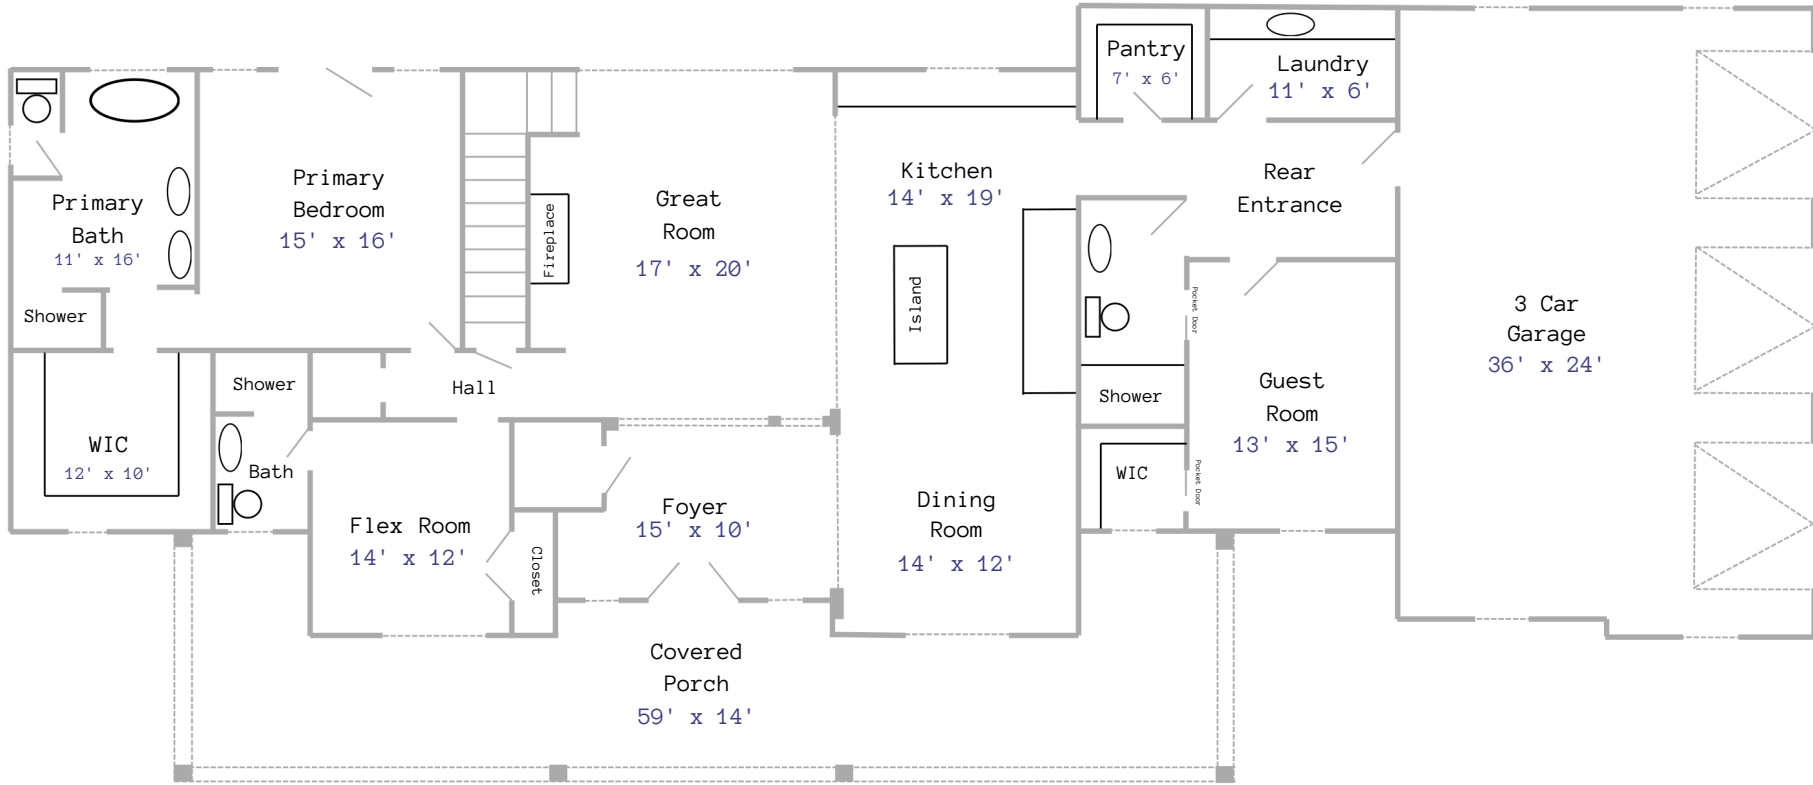 Pantry
7' x 6'
Laundry
11' x 6'
Primary
Bath
11' x 16'
Primary
Bedroom
15' x 16'
Fireplace
Great
Room
17' x 20'
Kitchen
14' x 19'
Island
Rear
Entrance
Pocket Door
3 Car
Garage
36' x 24'
Shower
Shower
Hall
Shower
Guest
Room
13' x 15'
WIC
12' x 10'
Bath
WIC
Pocket Door
Flex Room
14' x 12'
Closet
Foyer
15' x 10'
Dining
Room
14' x 12'
Covered
Porch
59' x 14'